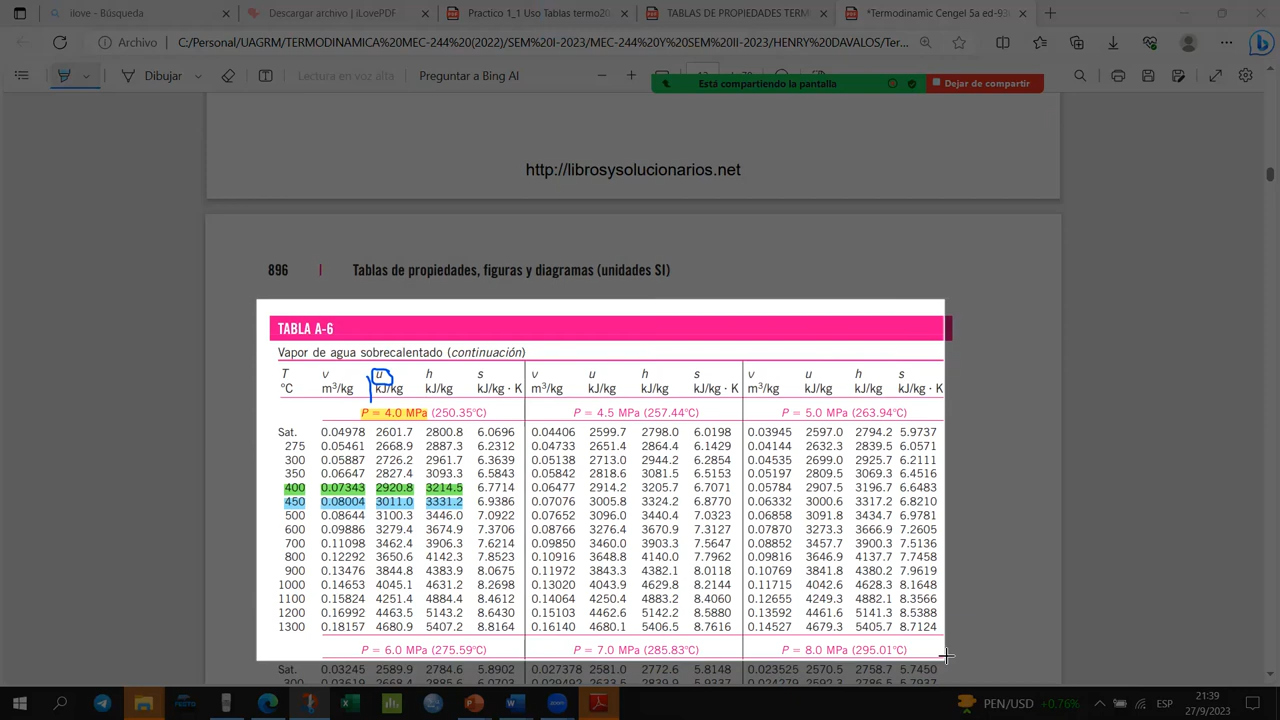 ilove - Búsqueda
Descargar archivo | iLovePDF
Practico 1_1 Uso Tablas termo20
TABLAS DE PROPIEDADES TERM
*Termodinamic Cengel 5a ed-93
Archivo
C:/Personal/UAGRM/TERMODINAMICA%20MEC-244%20(2022)/SEM%20I-2023/MEC-244%20Y%20SEM%20II-2023/HENRY%20DAVALOS/Ter...
Dibujar
Lectura en voz alta
Preguntar a Bing AI
Está compartiendo la pantalla
Dejar de compartir
http://librosysolucionarios.net
896 | Tablas de propiedades, figuras y diagramas (unidades SI)
TABLA A-6
Vapor de agua sobrecalentado (continuación)
T v u h s v u h s v u h s
°C m³/kg kJ/kg kJ/kg kJ/kg · K m³/kg kJ/kg kJ/kg kJ/kg · K m³/kg kJ/kg kJ/kg kJ/kg · K
P = 4.0 MPa (250.35°C) P = 4.5 MPa (257.44°C) P = 5.0 MPa (263.94°C)
Sat. 0.04978 2601.7 2800.8 6.0696 0.04406 2599.7 2798.0 6.0198 0.03945 2597.0 2794.2 5.9737
275 0.05461 2668.9 2887.3 6.2312 0.04733 2651.4 2864.4 6.1429 0.04144 2632.3 2839.5 6.0571
300 0.05887 2726.2 2961.7 6.3639 0.05138 2713.0 2944.2 6.2854 0.04535 2699.0 2925.7 6.2111
350 0.06647 2827.4 3093.3 6.5843 0.05842 2818.6 3081.5 6.5153 0.05197 2809.5 3069.3 6.4516
400 0.07343 2920.8 3214.5 6.7714 0.06477 2914.2 3205.7 6.7071 0.05784 2907.5 3196.7 6.6483
450 0.08004 3011.0 3331.2 6.9386 0.07076 3005.8 3324.2 6.8770 0.06332 3000.6 3317.2 6.8210
500 0.08644 3100.3 3446.0 7.0922 0.07652 3096.0 3440.4 7.0323 0.06858 3091.8 3434.7 6.9781
600 0.09886 3279.4 3674.9 7.3706 0.08766 3276.4 3670.9 7.3127 0.07870 3273.3 3666.9 7.2605
700 0.11098 3462.4 3906.3 7.6214 0.09850 3460.0 3903.3 7.5647 0.08852 3457.7 3900.3 7.5136
800 0.12292 3650.6 4142.3 7.8523 0.10916 3648.8 4140.0 7.7962 0.09816 3646.9 4137.7 7.7458
900 0.13476 3844.8 4383.9 8.0675 0.11972 3843.3 4382.1 8.0118 0.10769 3841.8 4380.2 7.9619
1000 0.14653 4045.1 4631.2 8.2698 0.13020 4043.9 4629.8 8.2144 0.11715 4042.6 4628.3 8.1648
1100 0.15824 4251.4 4884.4 8.4612 0.14064 4250.4 4883.2 8.4060 0.12655 4249.3 4882.1 8.3566
1200 0.16992 4463.5 5143.2 8.6430 0.15103 4462.6 5142.2 8.5880 0.13592 4461.6 5141.3 8.5388
1300 0.18157 4680.9 5407.2 8.8164 0.16140 4680.1 5406.5 8.7616 0.14527 4679.3 5405.7 8.7124
P = 6.0 MPa (275.59°C) P = 7.0 MPa (285.83°C) P = 8.0 MPa (295.01°C)
Sat. 0.03245 2589.9 2784.6 5.8902 0.027378 2581.0 2772.6 5.8148 0.023525 2570.5 2758.7 5.7450
PEN/USD +0.76%
ESP
21:39
27/9/2023